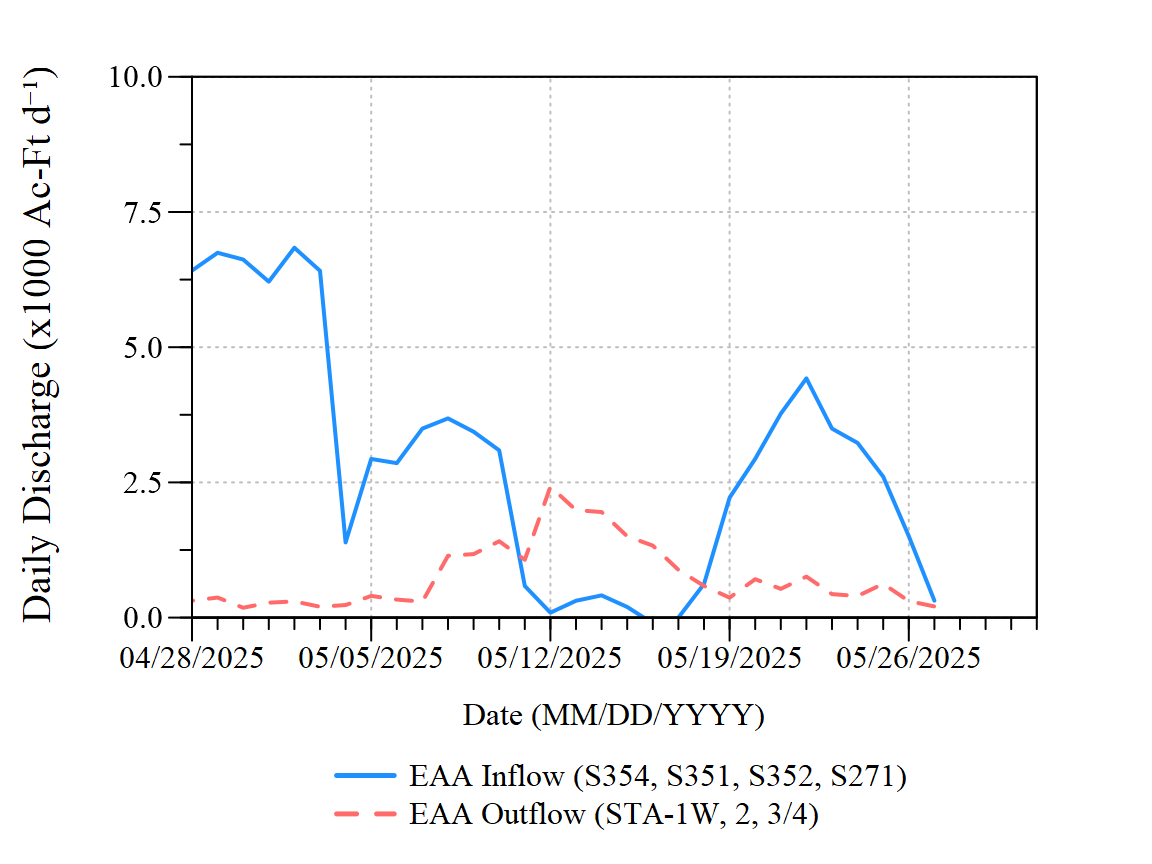 Daily Discharge (x1000 Ac-Ft d⁻¹)
10.0
7.5
5.0
2.5
0.0
04/28/2025 05/05/2025 05/12/2025 05/19/2025 05/26/2025
Date (MM/DD/YYYY)
EAA Inflow (S354, S351, S352, S271)
EAA Outflow (STA-1W, 2, 3/4)